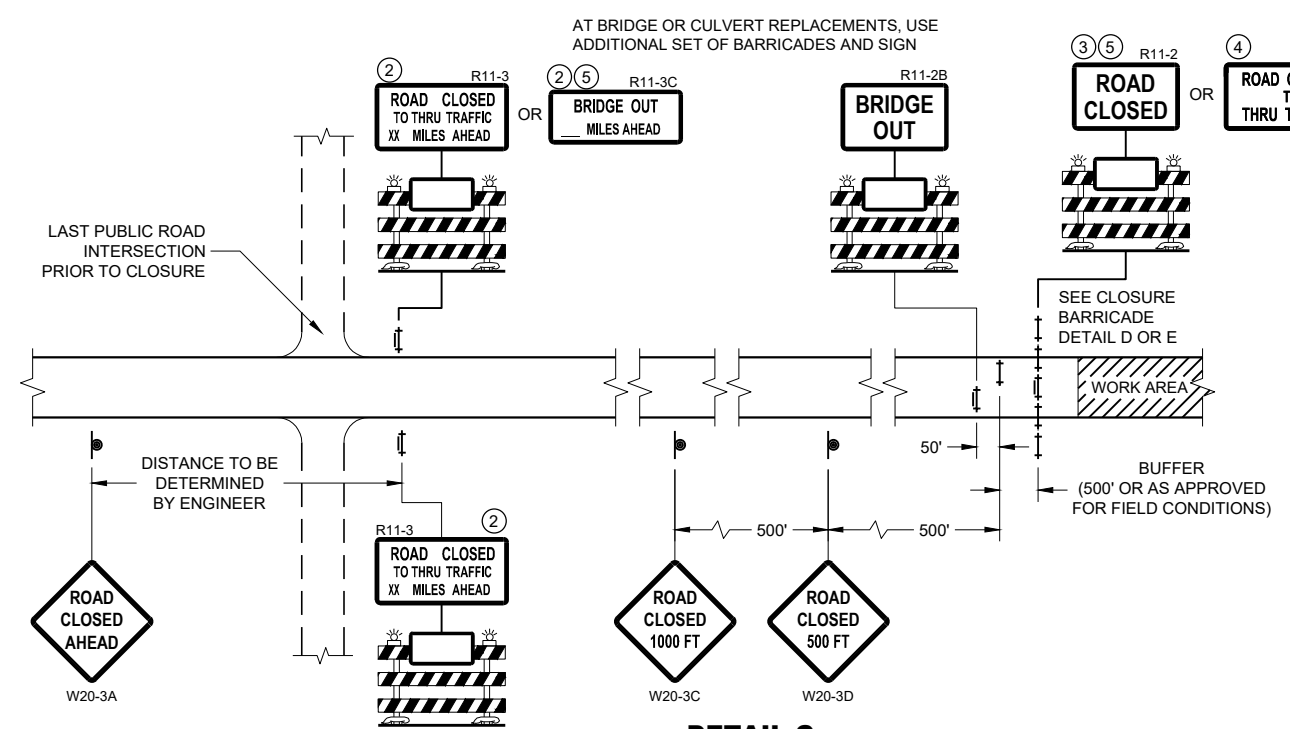 AT BRIDGE OR CULVERT REPLACEMENTS, USE
ADDITIONAL SET OF BARRICADES AND SIGN
2
R11-3
ROAD CLOSED
TO THRU TRAFFIC
XX MILES AHEAD
OR
2 5
R11-3C
BRIDGE OUT
__ MILES AHEAD
R11-2B
BRIDGE
OUT
3 5
R11-2
ROAD
CLOSED
OR
4
ROAD
THRU
LAST PUBLIC ROAD
INTERSECTION
PRIOR TO CLOSURE
SEE CLOSURE
BARRICADE
DETAIL D OR E
WORK AREA
50'
BUFFER
(500' OR AS APPROVED
FOR FIELD CONDITIONS)
DISTANCE TO BE
DETERMINED
BY ENGINEER
500'
500'
R11-3
2
ROAD CLOSED
TO THRU TRAFFIC
XX MILES AHEAD
ROAD
CLOSED
AHEAD
W20-3A
ROAD
CLOSED
1000 FT
W20-3C
ROAD
CLOSED
500 FT
W20-3D